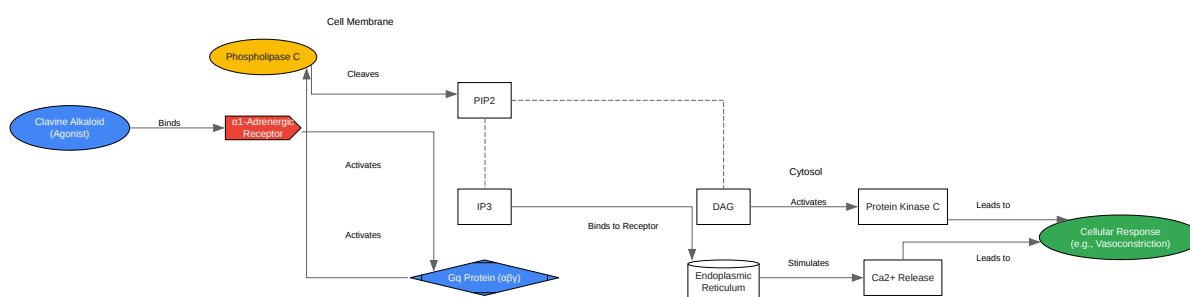 Cell Membrane
Phospholipase C
Cleaves
PIP2
Clavine Alkaloid
(Agonist)
Binds
α1-Adrenergic
Receptor
Activates
Cytosol
IP3
DAG
Activates
Protein Kinase C
Leads to
Binds to Receptor
Activates
Cellular Response
(e.g., Vasoconstriction)
Gq Protein (αβγ)
Endoplasmic
Reticulum
Stimulates
Ca2+ Release
Leads to